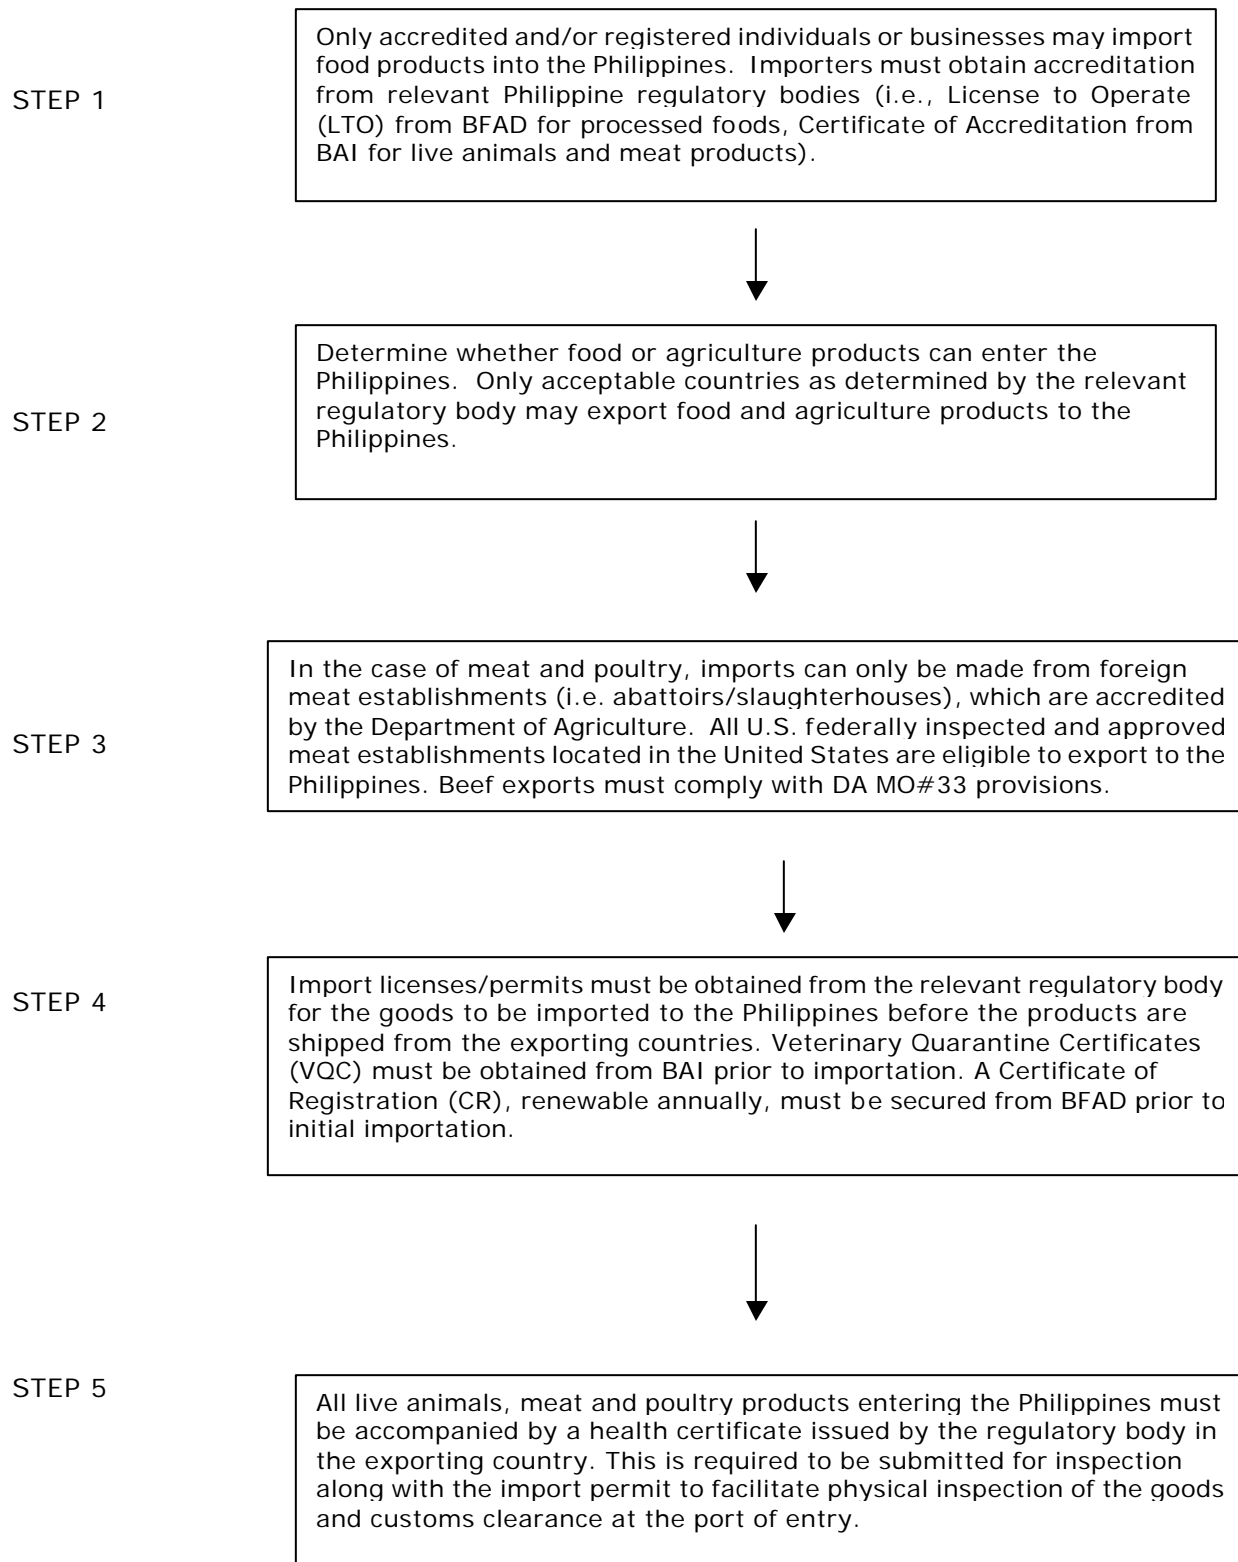 STEP 1
Only accredited and/or registered individuals or businesses may import
food products into the Philippines. Importers must obtain accreditation
from relevant Philippine regulatory bodies (i.e., License to Operate
(LTO) from BFAD for processed foods, Certificate of Accreditation from
BAI for live animals and meat products).
STEP 2
Determine whether food or agriculture products can enter the
Philippines. Only acceptable countries as determined by the relevant
regulatory body may export food and agriculture products to the
Philippines.
STEP 3
In the case of meat and poultry, imports can only be made from foreign
meat establishments (i.e. abattoirs/slaughterhouses), which are accredited
by the Department of Agriculture. All U.S. federally inspected and approved
meat establishments located in the United States are eligible to export to the
Philippines. Beef exports must comply with DA MO#33 provisions.
STEP 4
Import licenses/permits must be obtained from the relevant regulatory body
for the goods to be imported to the Philippines before the products are
shipped from the exporting countries. Veterinary Quarantine Certificates
(VQC) must be obtained from BAI prior to importation. A Certificate of
Registration (CR), renewable annually, must be secured from BFAD prior to
initial importation.
STEP 5
All live animals, meat and poultry products entering the Philippines must
be accompanied by a health certificate issued by the regulatory body in
the exporting country. This is required to be submitted for inspection
along with the import permit to facilitate physical inspection of the goods
and customs clearance at the port of entry.